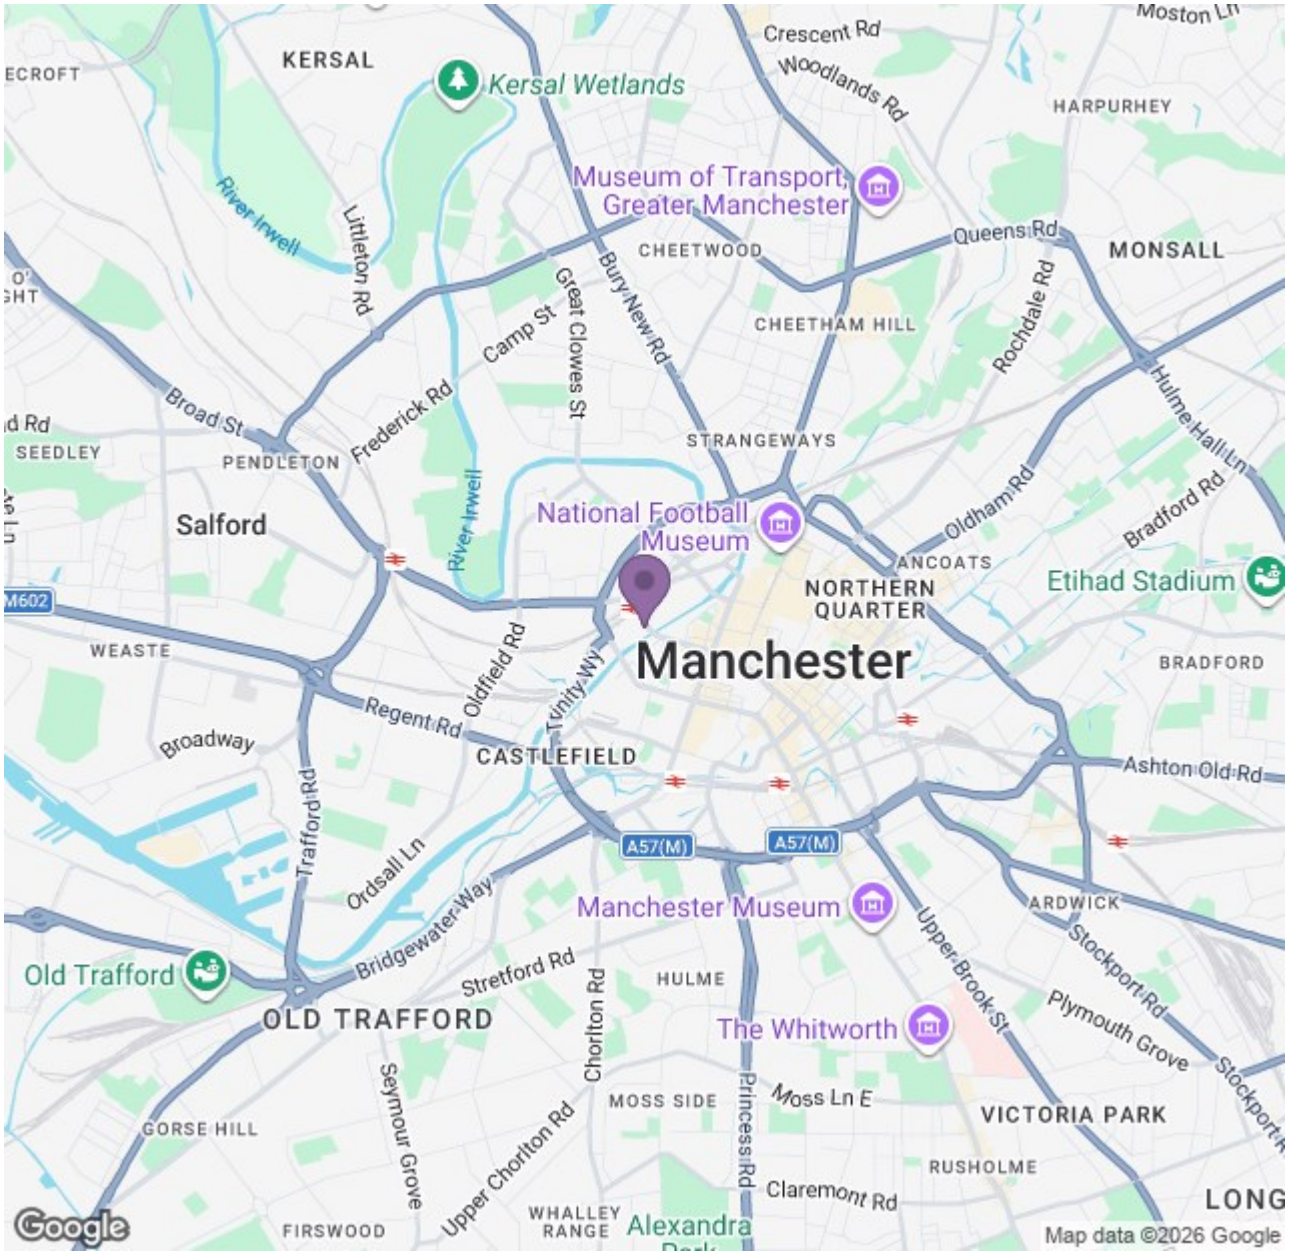 Moston Ln
Crescent Rd
KERSAL
ECROFT
Kersal Wetlands
Woodlands Rd
HARPURHEY
Museum of Transport,
Greater Manchester
River Irwell
Littleton Rd
CHEETWOOD
Queens Rd
MONSALL
O'
GHT
Bury New Rd
Great Clowes St
Rochdale Rd
Camp St
CHEETHAM HILL
Frederick Rd
Broad St
Hulme Hall Ln
d Rd
SEEDLEY
PENDLETON
STRANGEWAYS
Oldham Rd
Bradford Rd
te Ln
Salford
River Irwell
National Football
Museum
ANCOATS
NORTHERN
QUARTER
Etihad Stadium
M602
WEASTE
Oldfield Rd
Manchester
BRADFORD
Trinity Wy
Regent Rd
Broadway
CASTLEFIELD
Ashton Old Rd
Trafford Rd
A57(M)
A57(M)
Ordsall Ln
Bridgewater Way
Manchester Museum
ARDWICK
Upper Brook St
Stockport Rd
Old Trafford
Stretford Rd
HULME
OLD TRAFFORD
Chorlton Rd
The Whitworth
Plymouth Grove
Stockport R
Seymour Grove
Princess Rd
MOSS SIDE
Moss Ln E
VICTORIA PARK
GORSE HILL
Upper Chorlton Rd
RUSHOLME
Claremont Rd
LONG
WHALLEY
RANGE
Alexandra
Park
FIRSWOOD
Google
Map data ©2026 Google